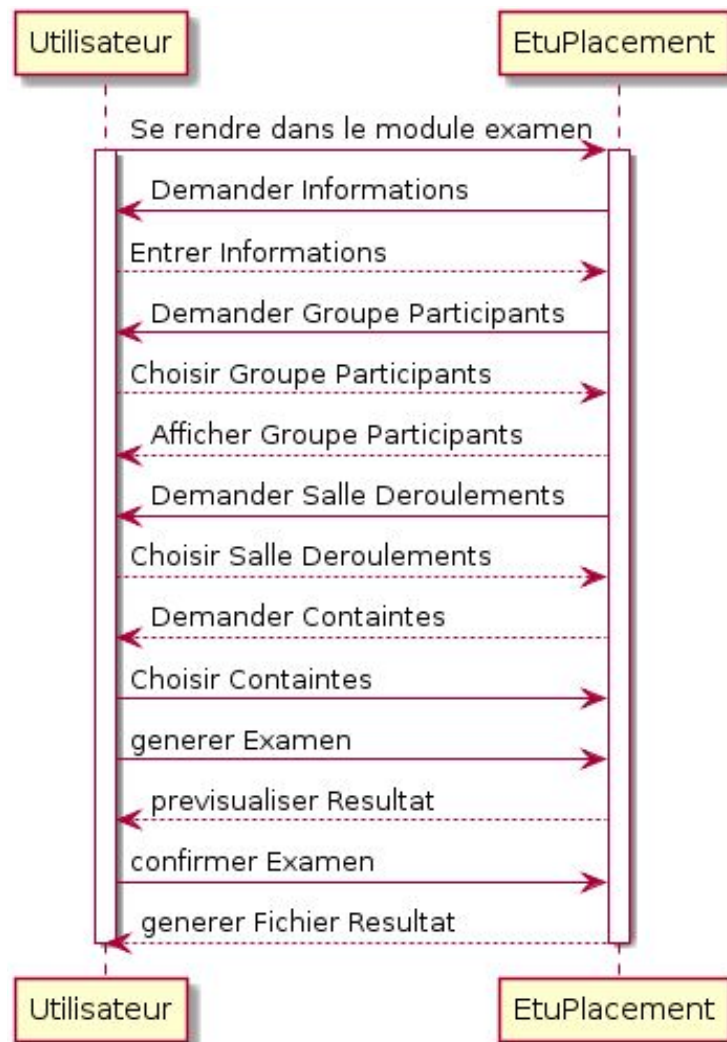 Utilisateur
EtuPlacement
Se rendre dans le module examen
Demander Informations
Entrer Informations
Demander Groupe Participants
Choisir Groupe Participants
Afficher Groupe Participants
Demander Salle Deroulements
Choisir Salle Deroulements
Demander Containtes
Choisir Containtes
generer Examen
previsualiser Resultat
confirmer Examen
generer Fichier Resultat
Utilisateur
EtuPlacement